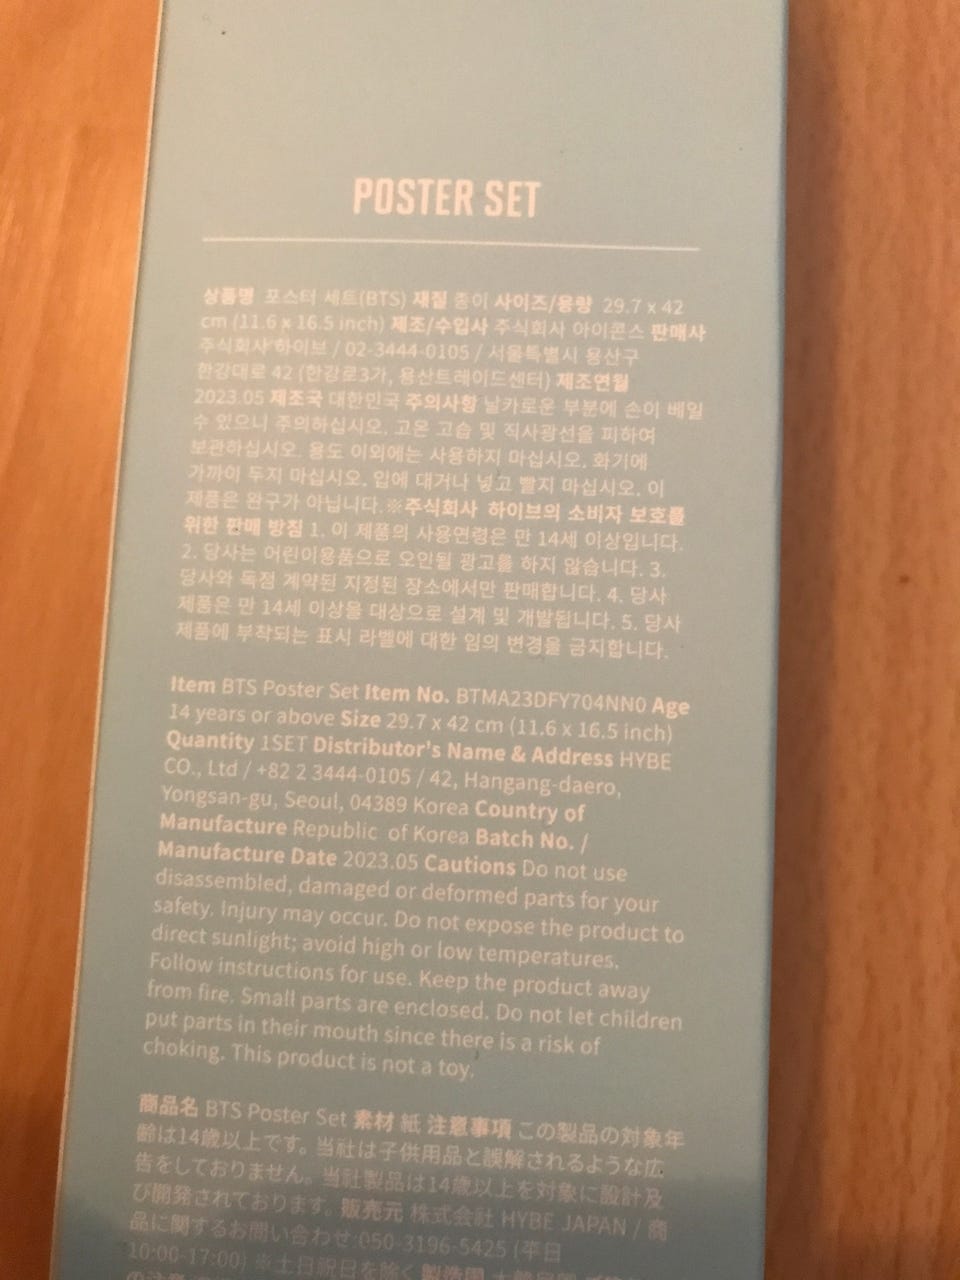 POSTER SET
상품명 포스터 세트(BTS) 재질 종이 사이즈/용량 29.7 x 42
cm (11.6 x 16.5 inch) 제조/수입사 주식회사 아이콘스 판매사
주식회사 하이브 / 02-3444-0105 / 서울특별시 용산구
한강대로 42 (한강로3가, 용산트레이드센터) 제조연월
2023.05 제조국 대한민국 주의사항 날카로운 부분에 손이 베일
수 있으니 주의하십시오. 고온 고습 및 직사광선을 피하여
보관하십시오. 용도 이외에는 사용하지 마십시오. 화기에
가까이 두지 마십시오. 입에 대거나 넣고 빨지 마십시오. 이
제품은 완구가 아닙니다.※주식회사 하이브의 소비자 보호를
위한 판매 방침 1. 이 제품의 사용연령은 만 14세 이상입니다.
2. 당사는 어린이용품으로 오인될 광고를 하지 않습니다. 3.
당사와 독점 계약된 지정된 장소에서만 판매합니다. 4. 당사
제품은 만 14세 이상을 대상으로 설계 및 개발됩니다. 5. 당사
제품에 부착되는 표시 라벨에 대한 임의 변경을 금지합니다.
Item BTS Poster Set Item No. BTMA23DFY704NN0 Age
14 years or above Size 29.7 x 42 cm (11.6 x 16.5 inch)
Quantity 1SET Distributor's Name & Address HYBE
CO., Ltd / +82 2 3444-0105 / 42, Hangang-daero,
Yongsan-gu, Seoul, 04389 Korea Country of
Manufacture Republic of Korea Batch No. /
Manufacture Date 2023.05 Cautions Do not use
disassembled, damaged or deformed parts for your
safety. Injury may occur. Do not expose the product to
direct sunlight; avoid high or low temperatures.
Follow instructions for use. Keep the product away
from fire. Small parts are enclosed. Do not let children
put parts in their mouth since there is a risk of
choking. This product is not a toy.
商品名 BTS Poster Set 素材 紙 注意事項 この製品の対象年
齢は14歳以上です。当社は子供用品と誤解されるような広
告をしておりません。当社製品は14歳以上を対象に設計及
び開発されております。販売元 株式会社 HYBE JAPAN / 商
品に関するお問い合わせ:050-3196-5425 (平日
10:00-17:00) ※土日祝日を除く 製造国